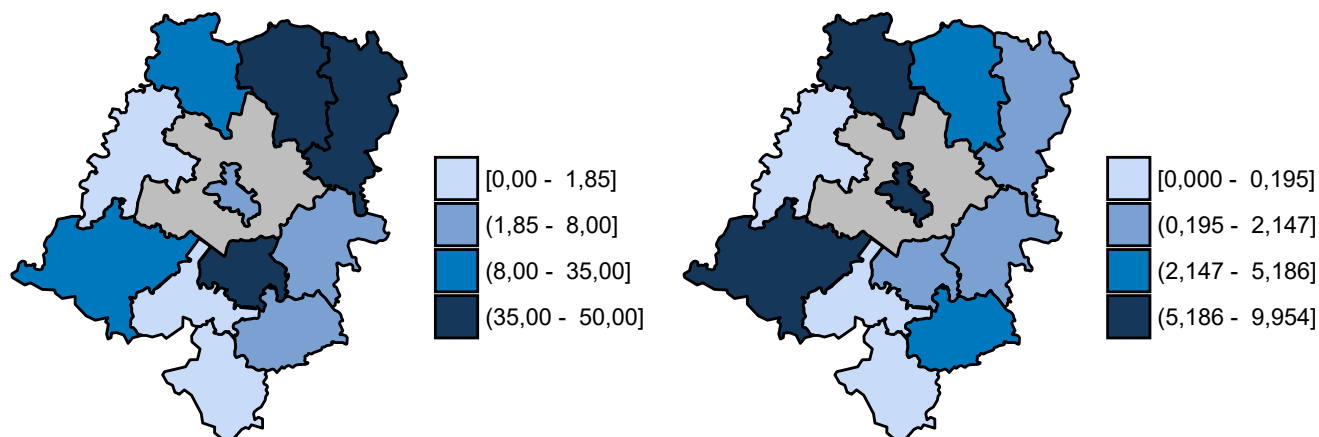 [0,00 - 1,85]
(1,85 - 8,00]
(8,00 - 35,00]
(35,00 - 50,00]
[0,000 - 0,195]
(0,195 - 2,147]
(2,147 - 5,186]
(5,186 - 9,954]